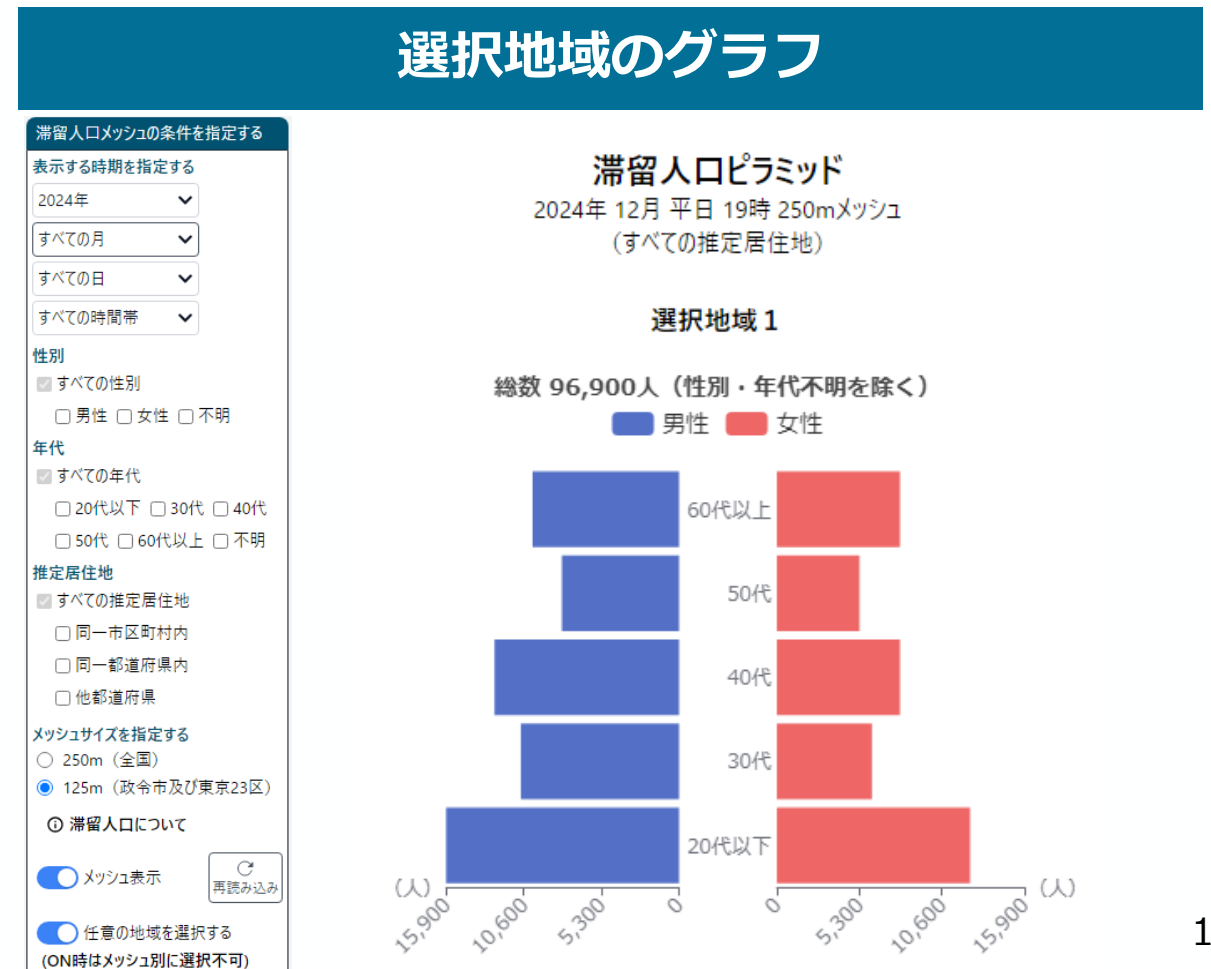 選択地域のグラフ
滞留人口メッシュの条件を指定する
表示する時期を指定する
2024年
すべての月
すべての日
すべての時間帯
性別
すべての性別
男性 女性 不明
年代
すべての年代
20代以下 30代 40代
50代 60代以上 不明
推定居住地
すべての推定居住地
同一市区町村内
同一都道府県内
他都道府県
メッシュサイズを指定する
250m（全国）
125m（政令市及び東京23区）
滞留人口について
メッシュ表示
再読み込み
任意の地域を選択する
(ON時はメッシュ別に選択不可)
滞留人口ピラミッド
2024年 12月 平日 19時 250mメッシュ
（すべての推定居住地）
選択地域１
総数 96,900人（性別・年代不明を除く）
男性 女性
60代以上
50代
40代
30代
20代以下
（人） （人）
15,900 10,600 5,300 0 0 5,300 10,600 15,900
1